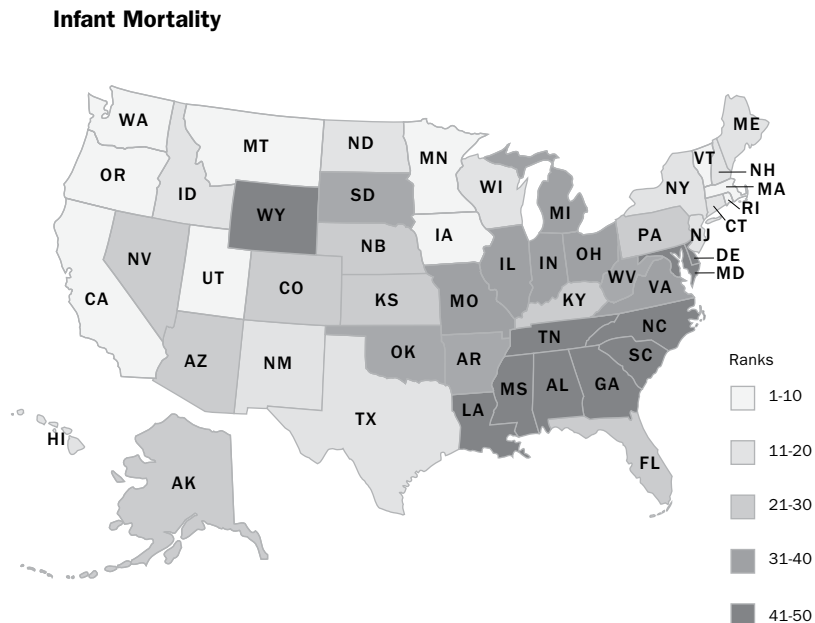 Infant Mortality
WA
MT
ND
MN
ME
VT
NH
OR
ID
SD
WI
NY
MA
MI
RI
WY
CT
IA
PA
NJ
NB
NV
OH
DE
UT
IL
IN
MD
CO
WV
CA
KS
MO
KY
VA
NC
TN
OK
AR
SC
AZ
NM
MS
AL
GA
LA
TX
Ranks
1-10
HI
11-20
FL
AK
21-30
31-40
41-50